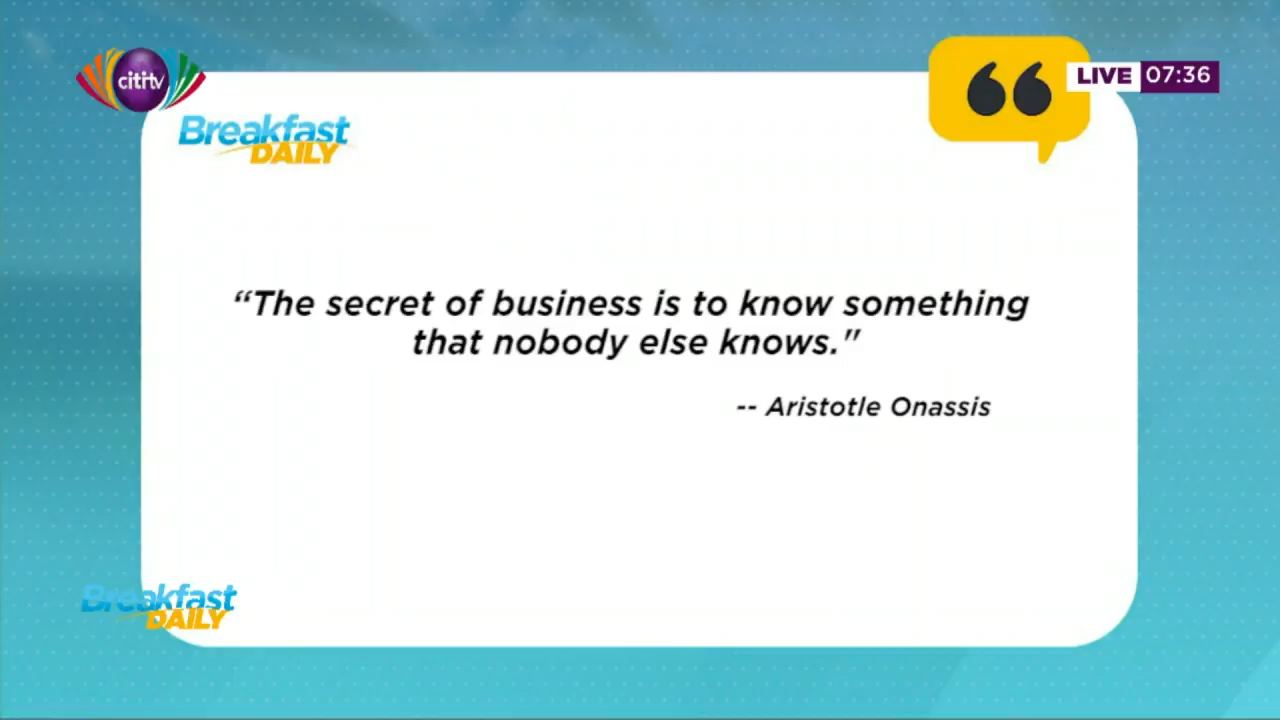 citi tv
LIVE 07:36
Breakfast
DAILY
“The secret of business is to know something
that nobody else knows."
-- Aristotle Onassis
Breakfast
DAILY